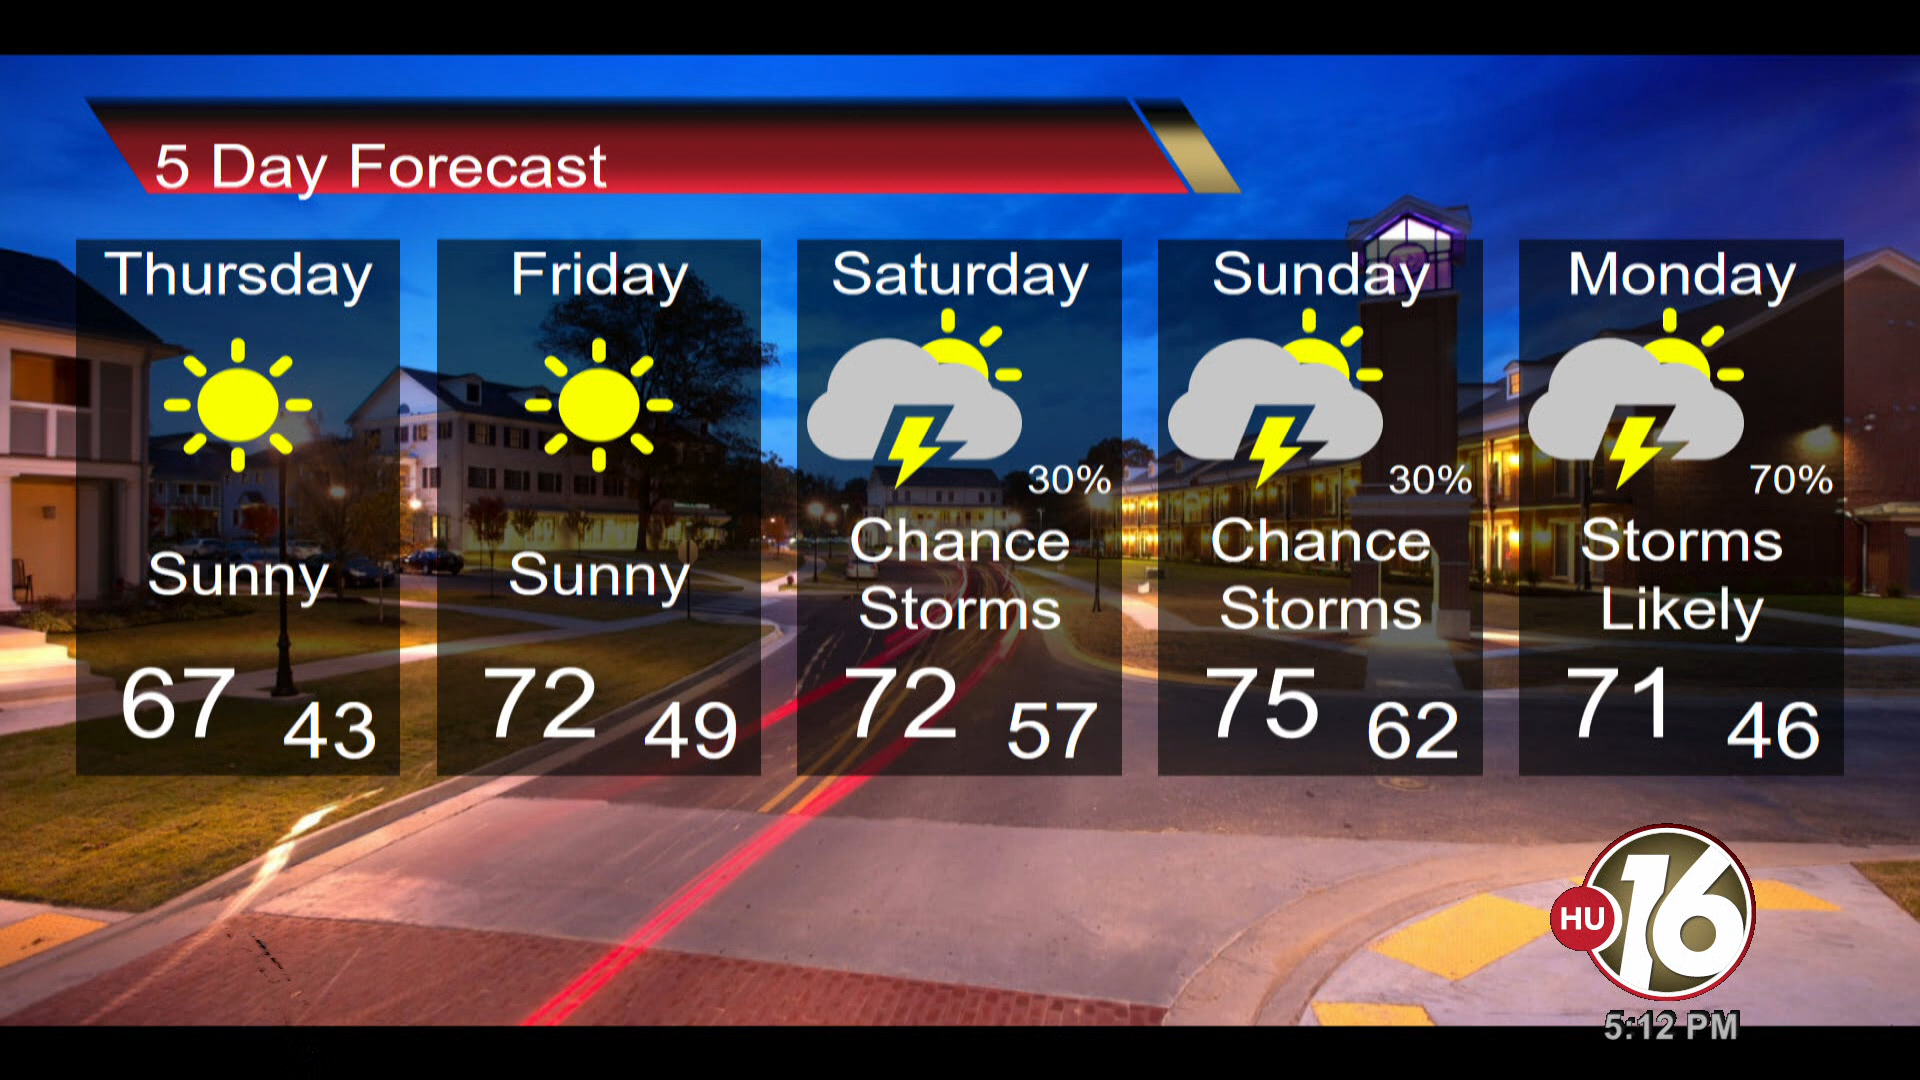 5 Day Forecast
Thursday
Sunny
67 43
Friday
Sunny
72 49
Saturday
30%
Chance
Storms
72 57
Sunday
30%
Chance
Storms
75 62
Monday
70%
Storms
Likely
71 46
HU 16
5:12 PM